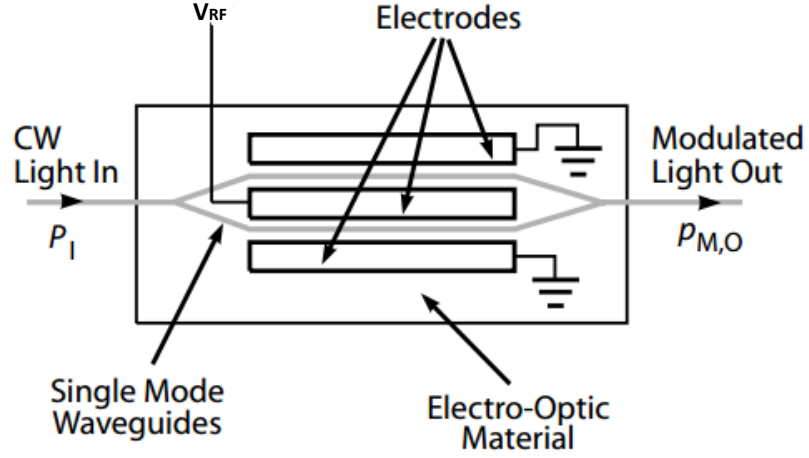 VRF
Electrodes
CW
Light In
Modulated
Light Out
PI
pM,O
Single Mode
Waveguides
Electro-Optic
Material